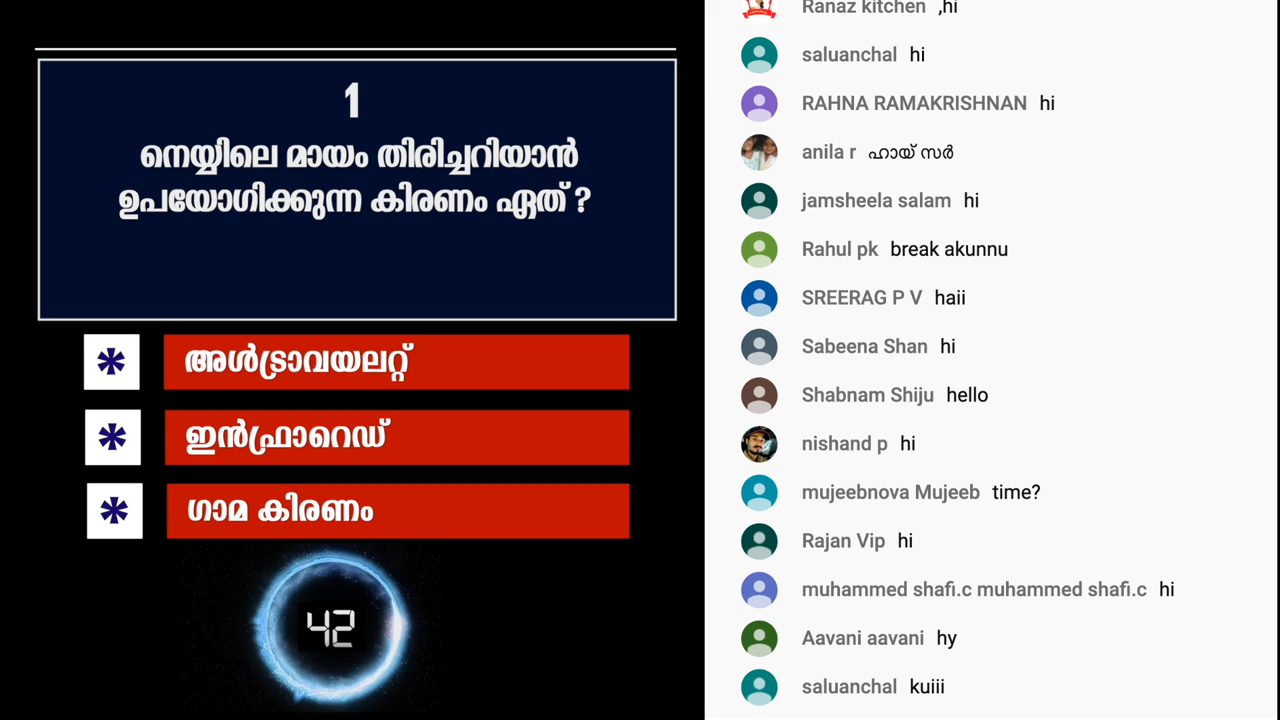 1
നെയ്യിലെ മായം തിരിച്ചറിയാൻ
ഉപയോഗിക്കുന്ന കിരണം ഏത് ?
* അൾട്രാവയലറ്റ്
* ഇൻഫ്രാറെഡ്
* ഗാമ കിരണം
42
Ranaz kitchen ,hi
saluanchal hi
RAHNA RAMAKRISHNAN hi
anila r ഹായ് സർ
jamsheela salam hi
Rahul pk break akunnu
SREERAG P V haii
Sabeena Shan hi
Shabnam Shiju hello
nishand p hi
mujeebnova Mujeeb time?
Rajan Vip hi
muhammed shafi.c muhammed shafi.c hi
Aavani aavani hy
saluanchal kuiii